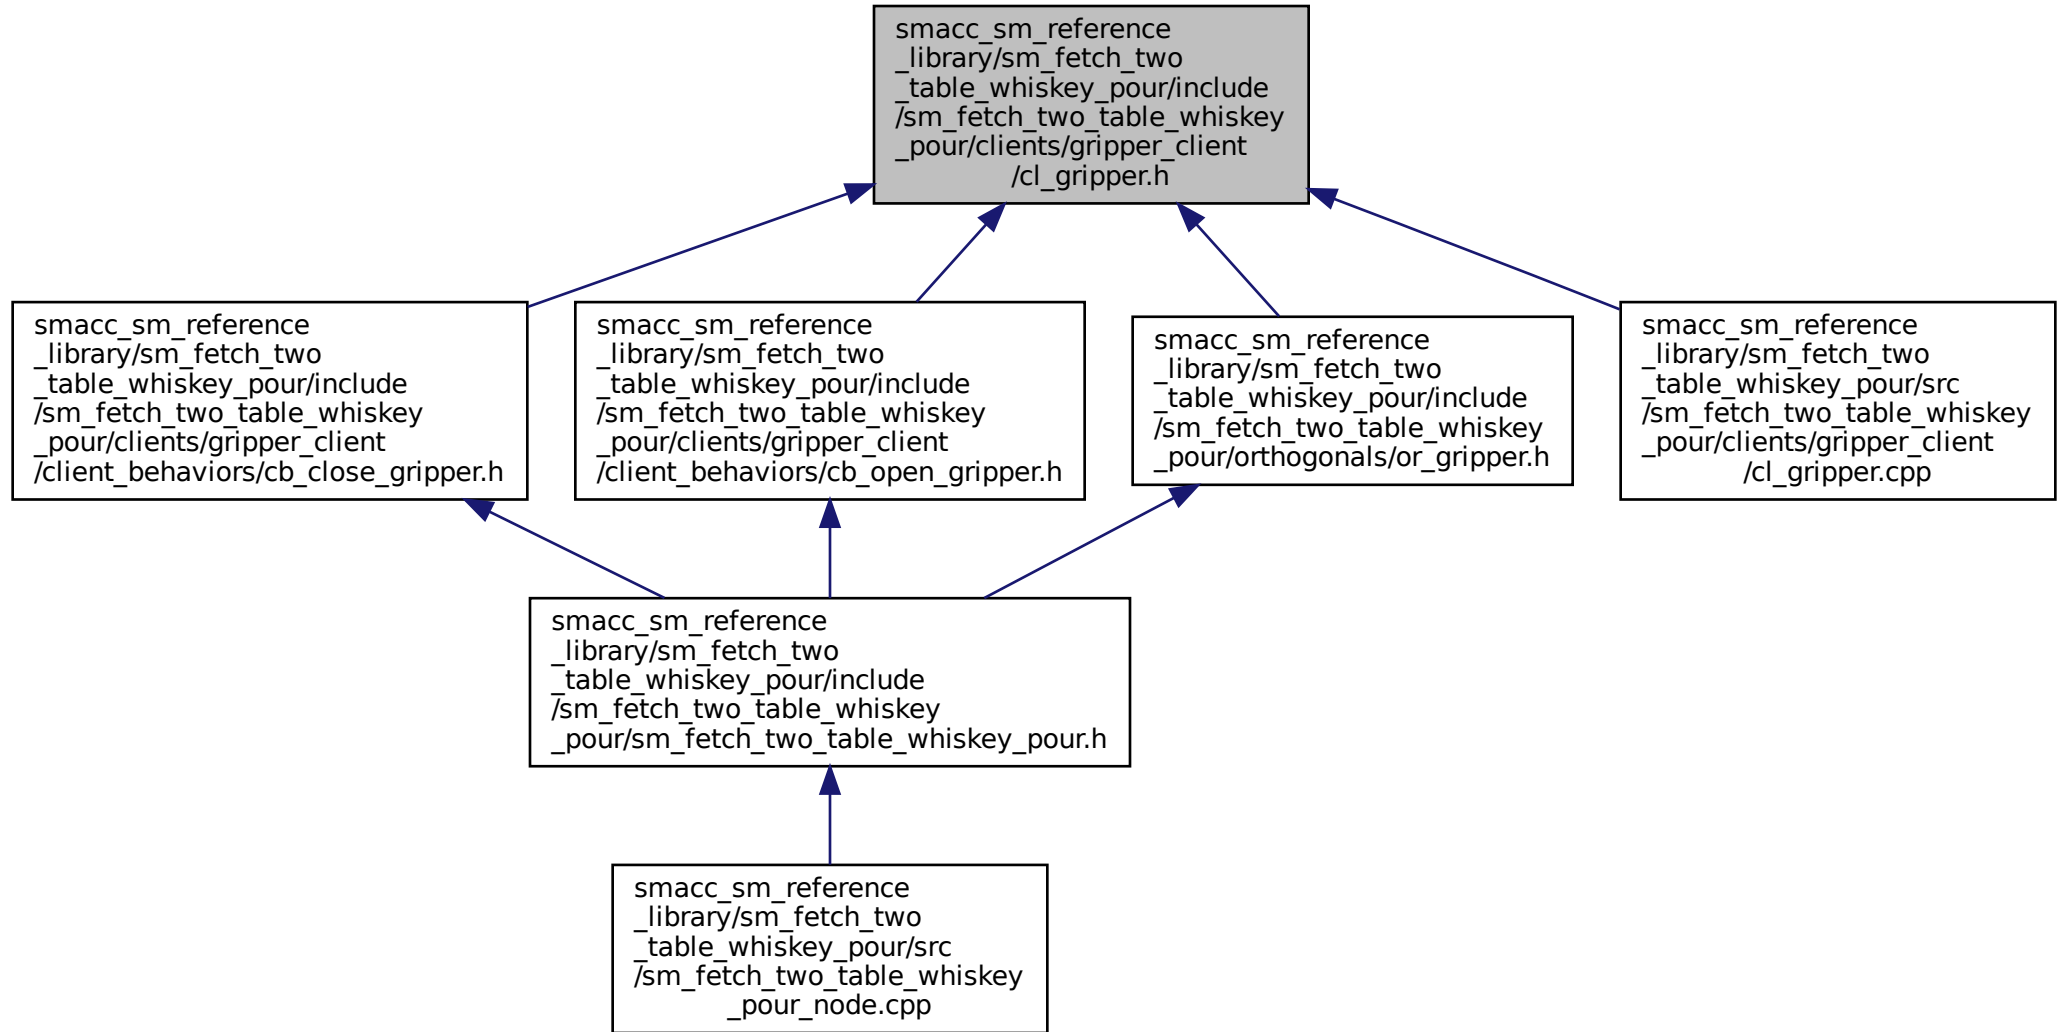 smacc_sm_reference
_library/sm_fetch_two
_table_whiskey_pour/include
/sm_fetch_two_table_whiskey
_pour/clients/gripper_client
/cl_gripper.h
smacc_sm_reference
_library/sm_fetch_two
_table_whiskey_pour/include
/sm_fetch_two_table_whiskey
_pour/clients/gripper_client
/client_behaviors/cb_close_gripper.h
smacc_sm_reference
_library/sm_fetch_two
_table_whiskey_pour/include
/sm_fetch_two_table_whiskey
_pour/clients/gripper_client
/client_behaviors/cb_open_gripper.h
smacc_sm_reference
_library/sm_fetch_two
_table_whiskey_pour/include
/sm_fetch_two_table_whiskey
_pour/orthogonals/or_gripper.h
smacc_sm_reference
_library/sm_fetch_two
_table_whiskey_pour/src
/sm_fetch_two_table_whiskey
_pour/clients/gripper_client
/cl_gripper.cpp
smacc_sm_reference
_library/sm_fetch_two
_table_whiskey_pour/include
/sm_fetch_two_table_whiskey
_pour/sm_fetch_two_table_whiskey_pour.h
smacc_sm_reference
_library/sm_fetch_two
_table_whiskey_pour/src
/sm_fetch_two_table_whiskey
_pour_node.cpp